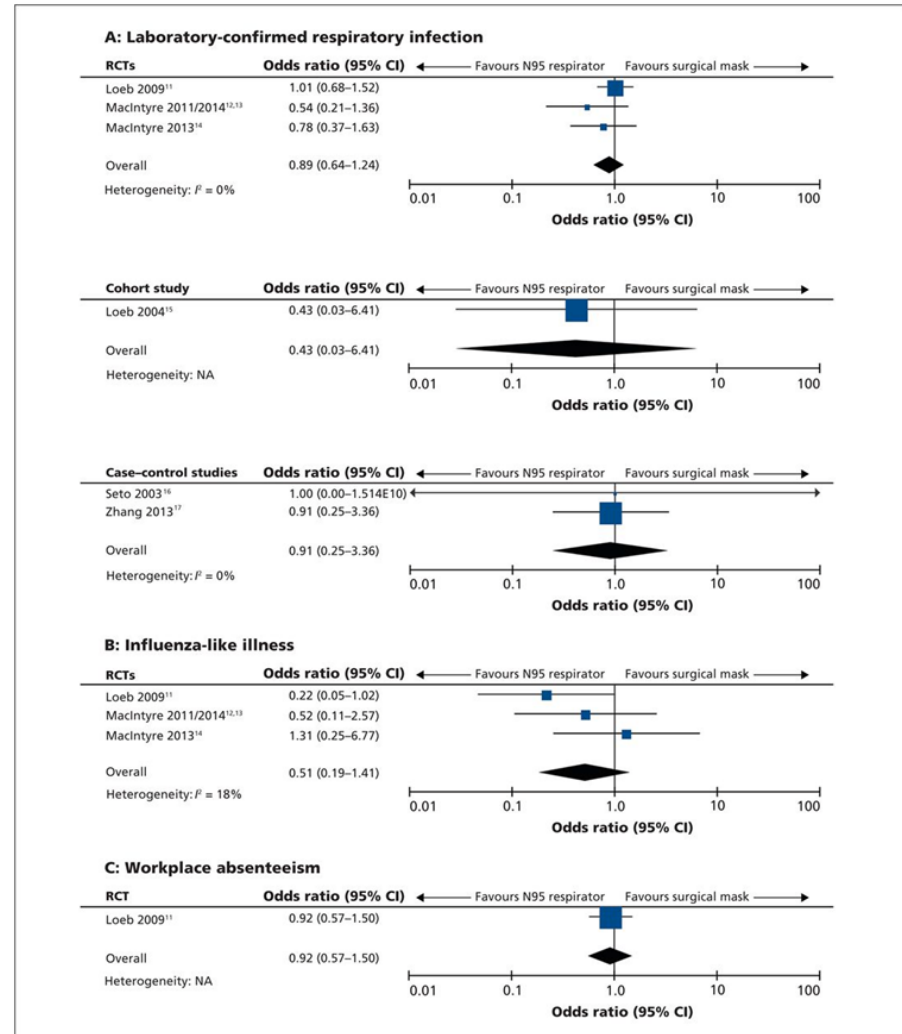 A: Laboratory-confirmed respiratory infection
RCTs Odds ratio (95% CI) Favours N95 respirator Favours surgical mask
Loeb 2009¹¹ 1.01 (0.68–1.52)
MacIntyre 2011/2014¹²,¹³ 0.54 (0.21–1.36)
MacIntyre 2013¹⁴ 0.78 (0.37–1.63)
Overall 0.89 (0.64–1.24)
Heterogeneity: I² = 0%
0.01 0.1 1.0 10 100
Odds ratio (95% CI)
Cohort study Odds ratio (95% CI) Favours N95 respirator Favours surgical mask
Loeb 2004¹⁵ 0.43 (0.03–6.41)
Overall 0.43 (0.03–6.41)
Heterogeneity: NA
0.01 0.1 1.0 10 100
Odds ratio (95% CI)
Case–control studies Odds ratio (95% CI) Favours N95 respirator Favours surgical mask
Seto 2003¹⁶ 1.00 (0.00–1.514E10)
Zhang 2013¹⁷ 0.91 (0.25–3.36)
Overall 0.91 (0.25–3.36)
Heterogeneity: I² = 0%
0.01 0.1 1.0 10 100
Odds ratio (95% CI)
B: Influenza-like illness
RCTs Odds ratio (95% CI) Favours N95 respirator Favours surgical mask
Loeb 2009¹¹ 0.22 (0.05–1.02)
MacIntyre 2011/2014¹²,¹³ 0.52 (0.11–2.57)
MacIntyre 2013¹⁴ 1.31 (0.25–6.77)
Overall 0.51 (0.19–1.41)
Heterogeneity: I² = 18%
0.01 0.1 1.0 10 100
Odds ratio (95% CI)
C: Workplace absenteeism
RCT Odds ratio (95% CI) Favours N95 respirator Favours surgical mask
Loeb 2009¹¹ 0.92 (0.57–1.50)
Overall 0.92 (0.57–1.50)
Heterogeneity: NA
0.01 0.1 1.0 10 100
Odds ratio (95% CI)